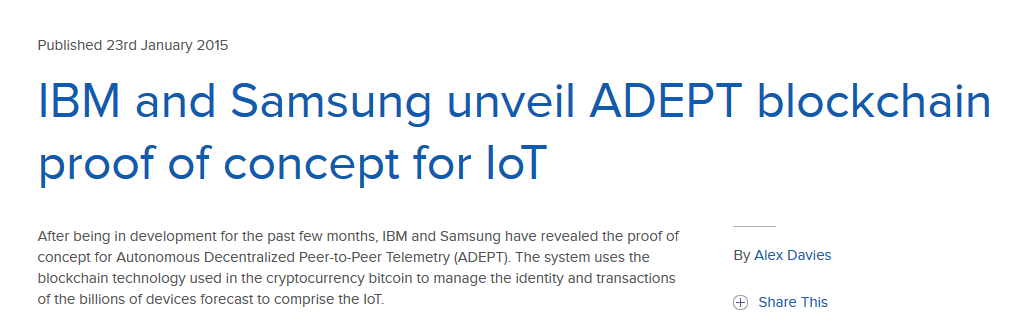 Published 23rd January 2015
IBM and Samsung unveil ADEPT blockchain
proof of concept for IoT
After being in development for the past few months, IBM and Samsung have revealed the proof of
concept for Autonomous Decentralized Peer-to-Peer Telemetry (ADEPT). The system uses the
blockchain technology used in the cryptocurrency bitcoin to manage the identity and transactions
of the billions of devices forecast to comprise the IoT.
By Alex Davies
Share This